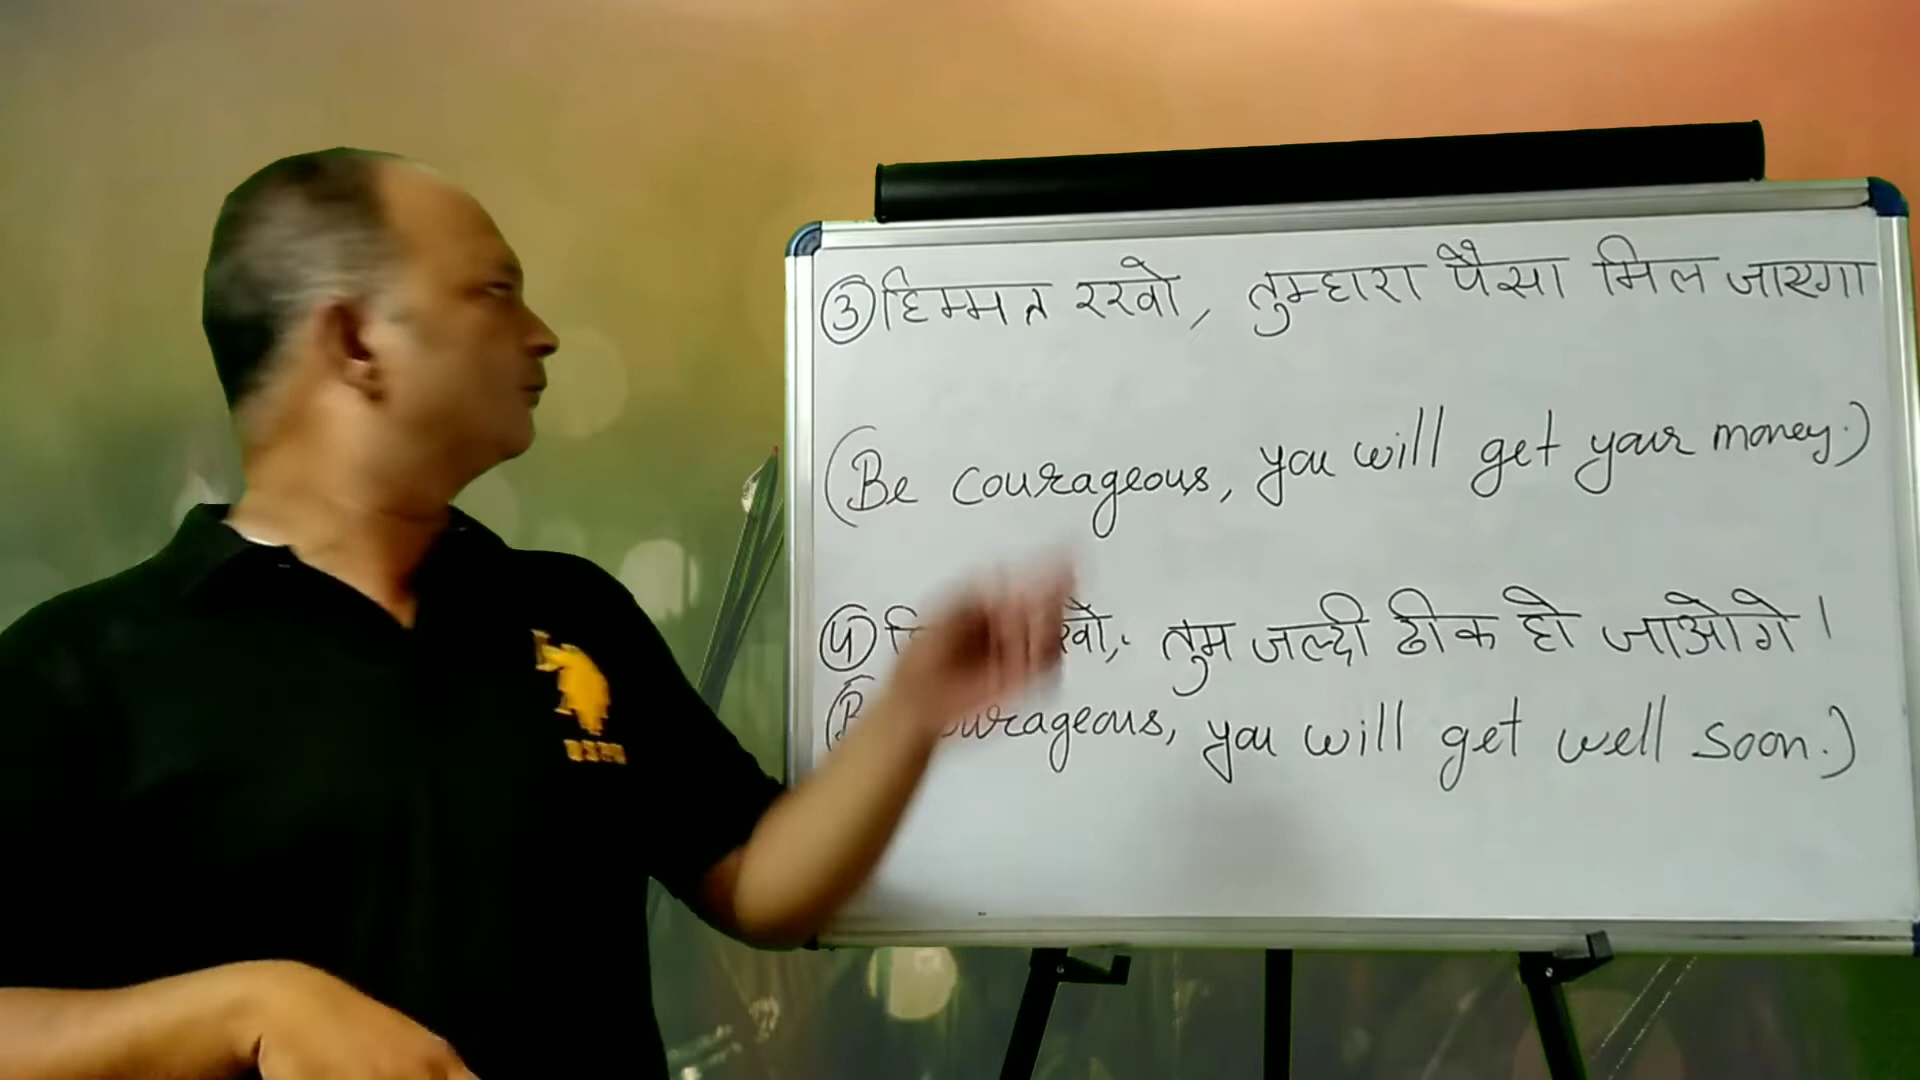 ③ हिम्मत रखो, तुम्हारा पैसा मिल जाएगा
(Be courageous, you will get your money.)
④ तुम जल्दी ठीक हो जाओगे।
you will get well soon.)